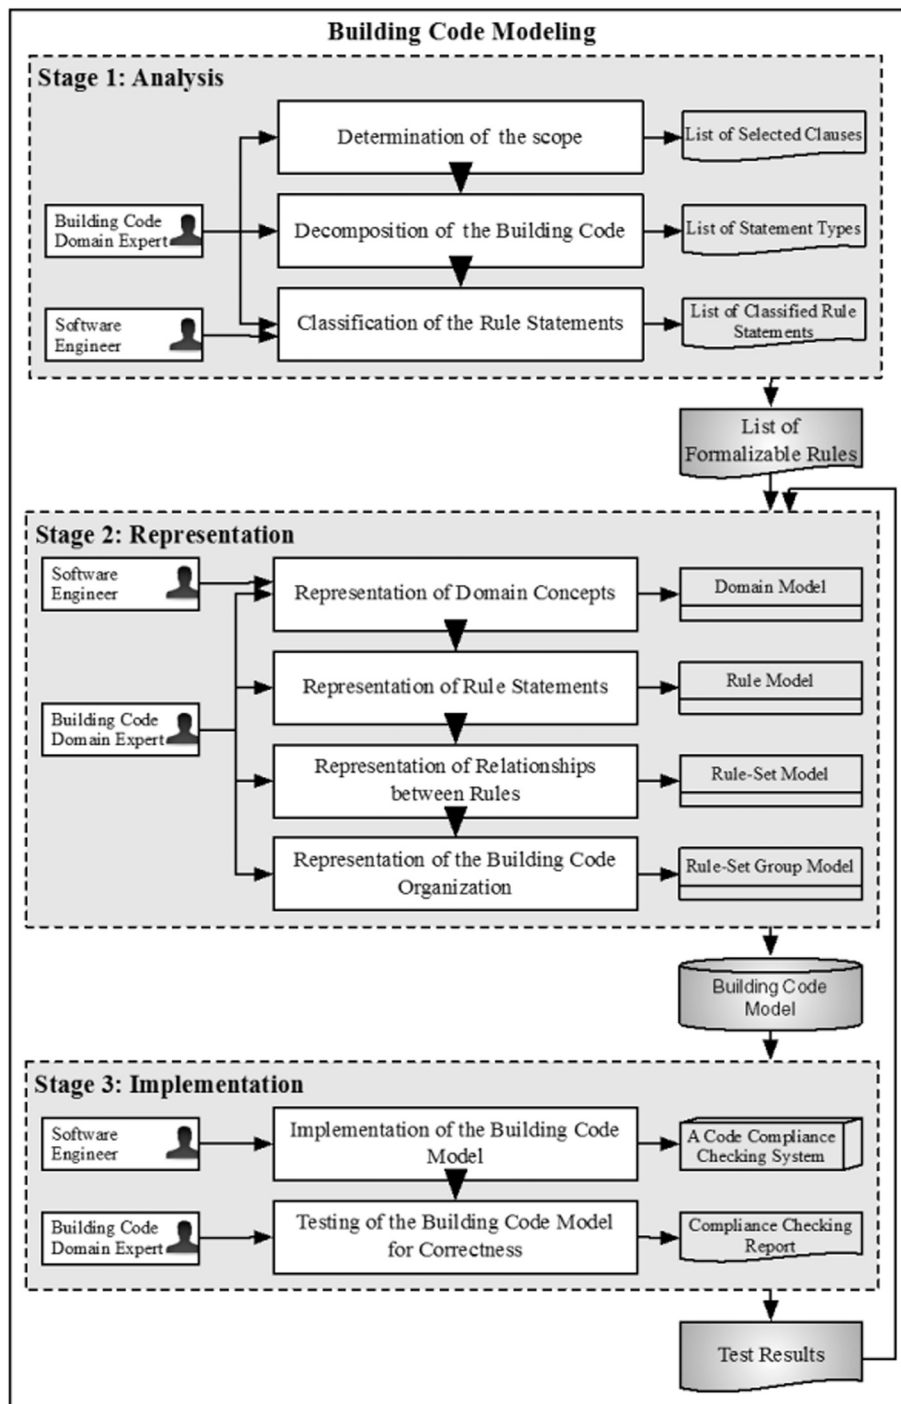 Building Code Modeling
Stage 1: Analysis
Determination of the scope
List of Selected Clauses
Building Code
Domain Expert
Decomposition of the Building Code
List of Statement Types
Software
Engineer
Classification of the Rule Statements
List of Classified Rule
Statements
List of
Formalizable Rules
Stage 2: Representation
Software
Engineer
Representation of Domain Concepts
Domain Model
Representation of Rule Statements
Rule Model
Building Code
Domain Expert
Representation of Relationships
between Rules
Rule-Set Model
Representation of the Building Code
Organization
Rule-Set Group Model
Building Code
Model
Stage 3: Implementation
Software
Engineer
Implementation of the Building Code
Model
A Code Compliance
Checking System
Building Code
Domain Expert
Testing of the Building Code Model
for Correctness
Compliance Checking
Report
Test Results